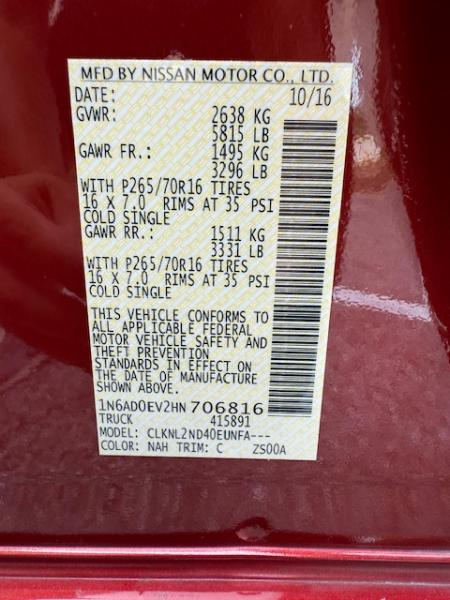 MFD BY NISSAN MOTOR CO., LTD.
DATE: 10/16
GVWR: 2638 KG
5815 LB
GAWR FR.: 1495 KG
3296 LB
WITH P265/70R16 TIRES
16 X 7.0 RIMS AT 35 PSI
COLD SINGLE
GAWR RR.: 1511 KG
3331 LB
WITH P265/70R16 TIRES
16 X 7.0 RIMS AT 35 PSI
COLD SINGLE
THIS VEHICLE CONFORMS TO
ALL APPLICABLE FEDERAL
MOTOR VEHICLE SAFETY AND
THEFT PREVENTION
STANDARDS IN EFFECT ON
THE DATE OF MANUFACTURE
SHOWN ABOVE.
1N6AD0EV2HN706816
TRUCK 415891
MODEL: CLKNL2ND40EUNFA---
COLOR: NAH TRIM: C ZS00A